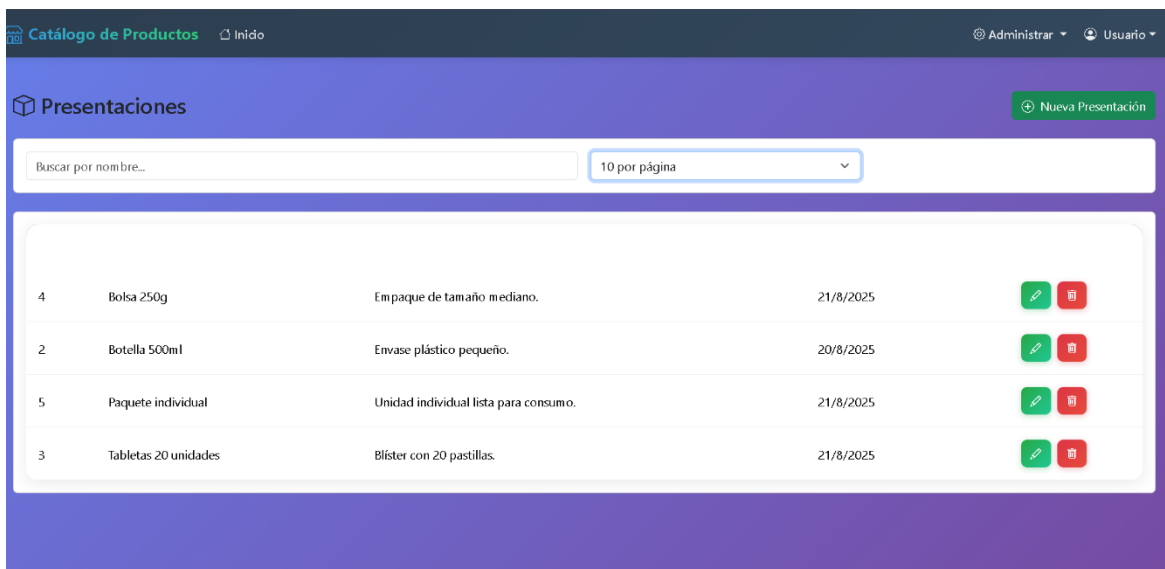 Catálogo de Productos Inicio Administrar Usuario
Presentaciones Nueva Presentación
Buscar por nombre... 10 por página
4 Bolsa 250g Empaque de tamaño mediano. 21/8/2025
2 Botella 500ml Envase plástico pequeño. 20/8/2025
5 Paquete individual Unidad individual lista para consumo. 21/8/2025
3 Tabletas 20 unidades Blíster con 20 pastillas. 21/8/2025